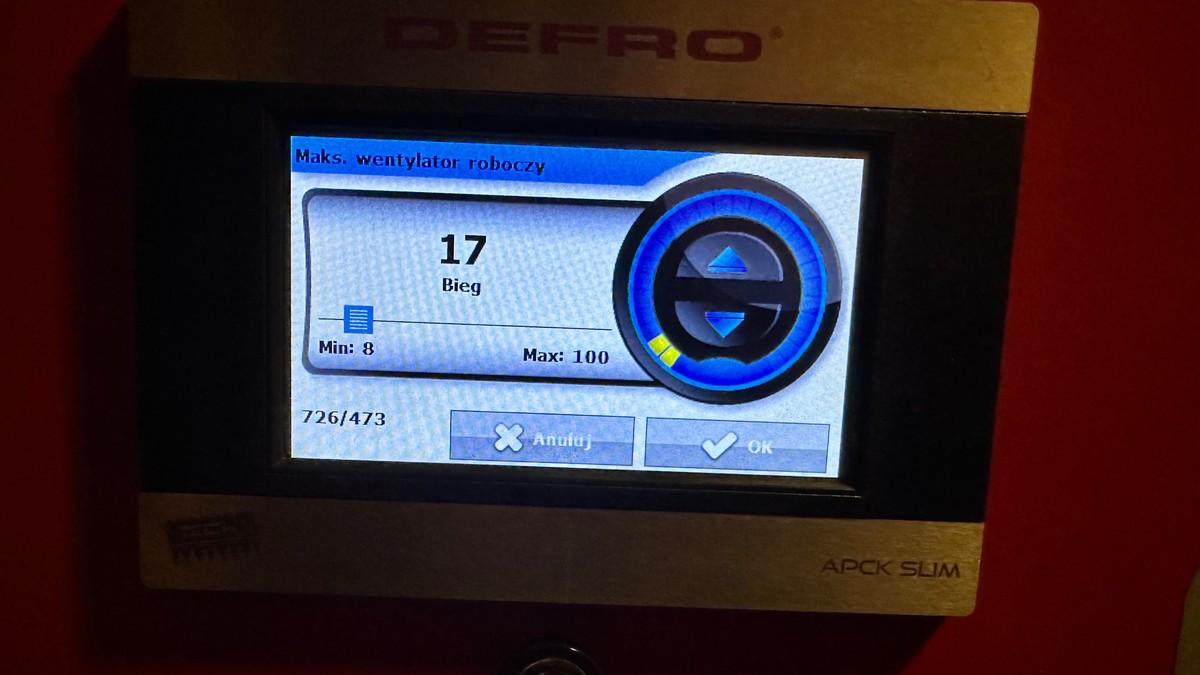 DEFRO®
Maks. wentylator roboczy
17
Bieg
Min: 8
Max: 100
726/473
Anuluj
OK
APCK SLIM